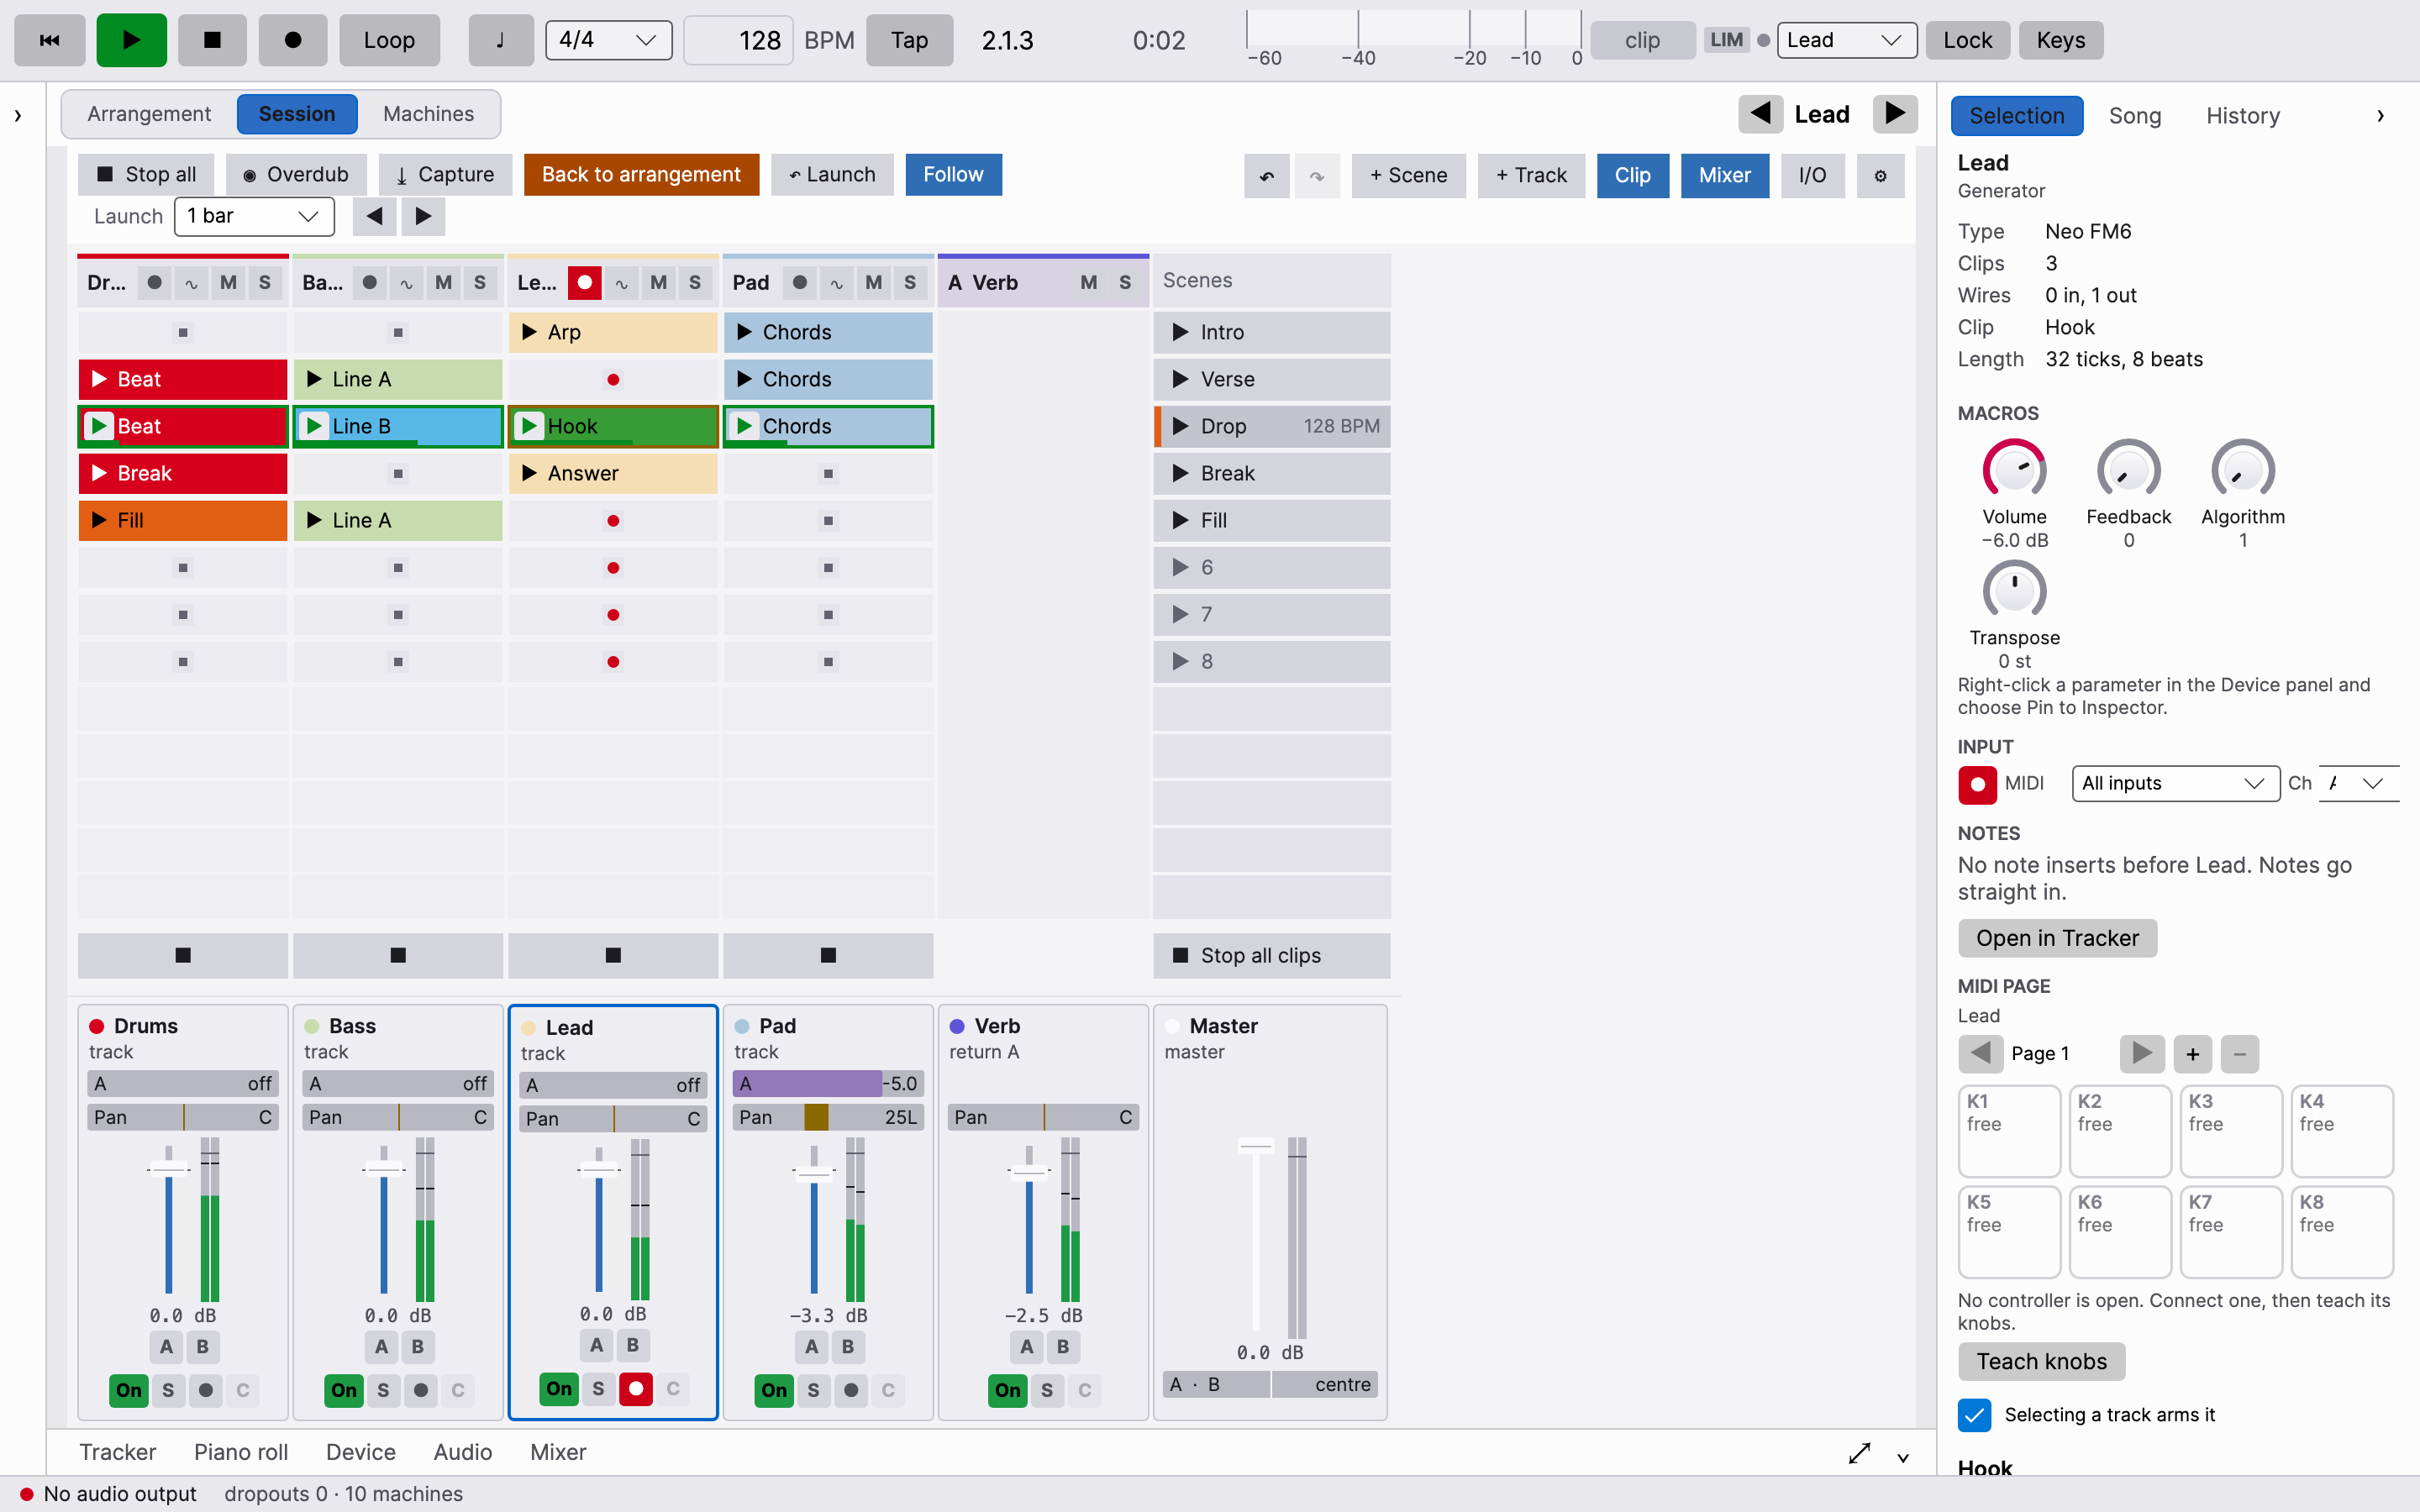 Loop 4/4 128 BPM Tap 2.1.3 0:02 −60 −40 −20 −10 0 clip LIM Lead Lock Keys
Arrangement Session Machines Lead
Stop all Overdub Capture Back to arrangement Launch Follow + Scene + Track Clip Mixer I/O
Launch 1 bar
Dr... M S Ba... M S Le... M S Pad M S A Verb M S Scenes
Arp Chords Intro
Beat Line A Chords Verse
Beat Line B Hook Chords Drop 128 BPM
Break Answer Break
Fill Line A Fill
6
7
8
Stop all clips
Drums Bass Lead Pad Verb Master
track track track track return A master
A off A off A off A -5.0
Pan C Pan C Pan C Pan 25L Pan C
0.0 dB 0.0 dB 0.0 dB −3.3 dB −2.5 dB 0.0 dB
A B A B A B A B A B
A · B centre
On S C On S C On S C On S C On S C
Tracker Piano roll Device Audio Mixer
No audio output dropouts 0 · 10 machines
Selection Song History
Lead
Generator
Type Neo FM6
Clips 3
Wires 0 in, 1 out
Clip Hook
Length 32 ticks, 8 beats
MACROS
Volume Feedback Algorithm
−6.0 dB 0 1
Transpose
0 st
Right-click a parameter in the Device panel and
choose Pin to Inspector.
INPUT
MIDI All inputs Ch
NOTES
No note inserts before Lead. Notes go
straight in.
Open in Tracker
MIDI PAGE
Lead
Page 1 + −
K1 K2 K3 K4
free free free free
K5 K6 K7 K8
free free free free
No controller is open. Connect one, then teach its
knobs.
Teach knobs
Selecting a track arms it
Hook